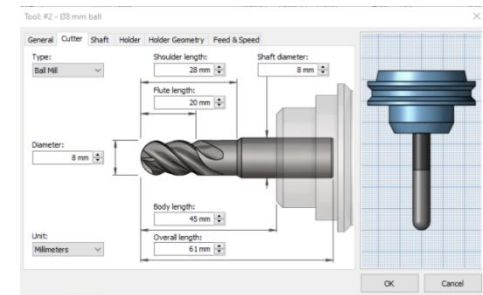 Tool: #2 - Ø8 mm ball
General Cutter Shaft Holder Holder Geometry Feed & Speed
Type:
Ball Mill
Shoulder length:
28 mm
Shaft diameter:
8 mm
Flute length:
20 mm
Diameter:
8 mm
Body length:
45 mm
Unit:
Millimeters
Overall length:
61 mm
OK Cancel